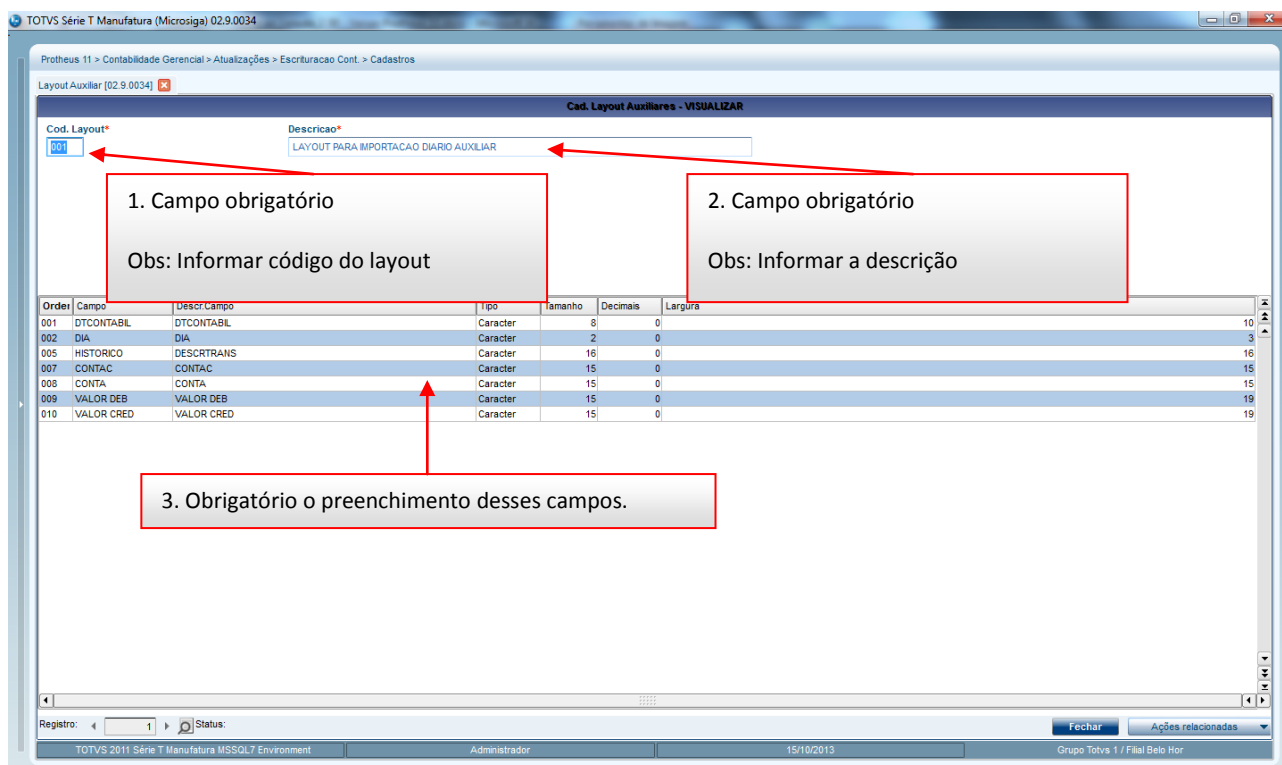 TOTVS Série T Manufatura (Microsiga) 02.9.0034
Protheus 11 > Contabilidade Gerencial > Atualizações > Escrituracao Cont. > Cadastros
Layout Auxiliar [02.9.0034]
Cad. Layout Auxiliares - VISUALIZAR
Cod. Layout* Descricao*
001 LAYOUT PARA IMPORTACAO DIARIO AUXILIAR
1. Campo obrigatório
Obs: Informar código do layout
2. Campo obrigatório
Obs: Informar a descrição
Order Campo Descr.Campo Tipo Tamanho Decimais Largura
001 DTCONTABIL DTCONTABIL Caracter 8 0 10
002 DIA DIA Caracter 2 0 3
005 HISTORICO DESCRTRANS Caracter 16 0 16
007 CONTAC CONTAC Caracter 15 0 15
008 CONTA CONTA Caracter 15 0 15
009 VALOR DEB VALOR DEB Caracter 15 0 19
010 VALOR CRED VALOR CRED Caracter 15 0 19
3. Obrigatório o preenchimento desses campos.
Registro: 1 Status: Fechar Ações relacionadas
TOTVS 2011 Série T Manufatura MSSQL7 Environment Administrador 15/10/2013 Grupo Totvs 1 / Filial Belo Hor